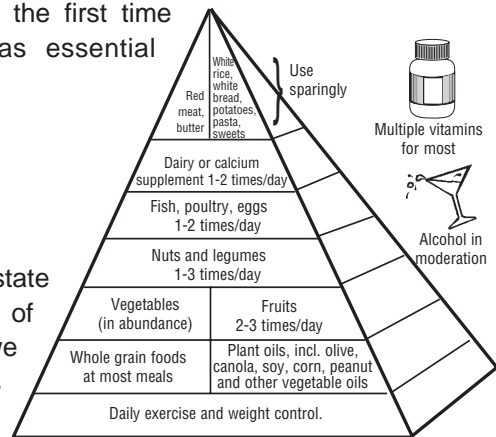 the first time
as essential
Red
meat,
butter
White
rice,
white
bread,
potatoes,
pasta,
sweets
Use
sparingly
Multiple vitamins
for most
Dairy or calcium
supplement 1-2 times/day
Fish, poultry, eggs
1-2 times/day
Alcohol in
moderation
Nuts and legumes
1-3 times/day
state
of
Vegetables
(in abundance)
Fruits
2-3 times/day
Whole grain foods
at most meals
Plant oils, incl. olive,
canola, soy, corn, peanut
and other vegetable oils
Daily exercise and weight control.